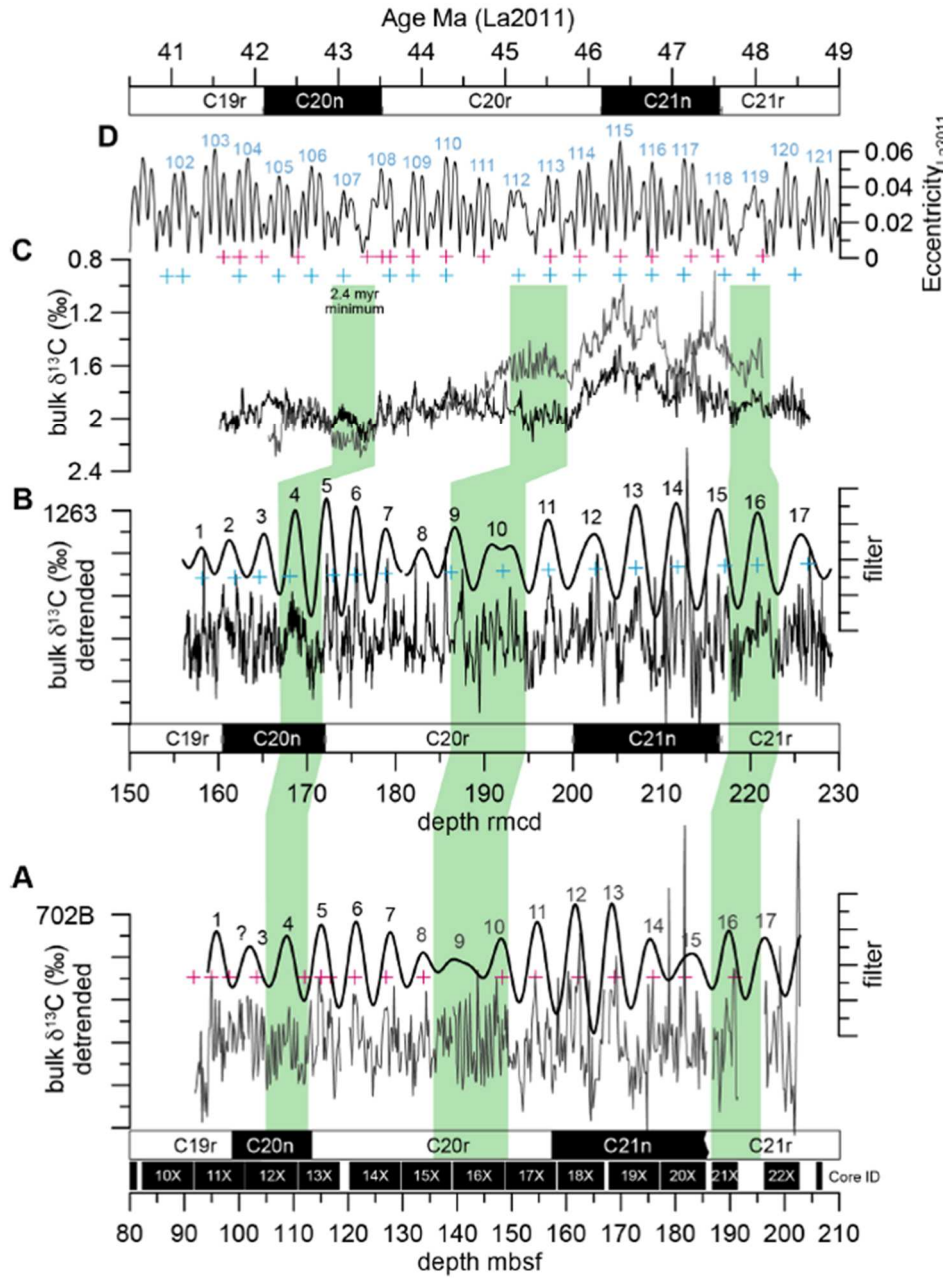 Age Ma (La2011)
41 42 43 44 45 46 47 48 49
C19r C20n C20r C21n C21r
D
102 103 104 105 106 107 108 109 110 111 112 113 114 115 116 117 118 119 120 121
0.06
0.04
0.02
0
Eccentricity La2011
C
0.8
1.2
1.6
2
2.4
bulk δ13C (‰)
2.4 myr
minimum
B
1263
bulk δ13C (‰)
detrended
1 2 3 4 5 6 7 8 9 10 11 12 13 14 15 16 17
filter
C19r C20n C20r C21n C21r
150 160 170 180 190 200 210 220 230
depth rmcd
A
702B
bulk δ13C (‰)
detrended
1 ? 3 4 5 6 7 8 9 10 11 12 13 14 15 16 17
filter
C19r C20n C20r C21n C21r
10X 11X 12X 13X 14X 15X 16X 17X 18X 19X 20X 21X 22X Core ID
80 90 100 110 120 130 140 150 160 170 180 190 200 210
depth mbsf